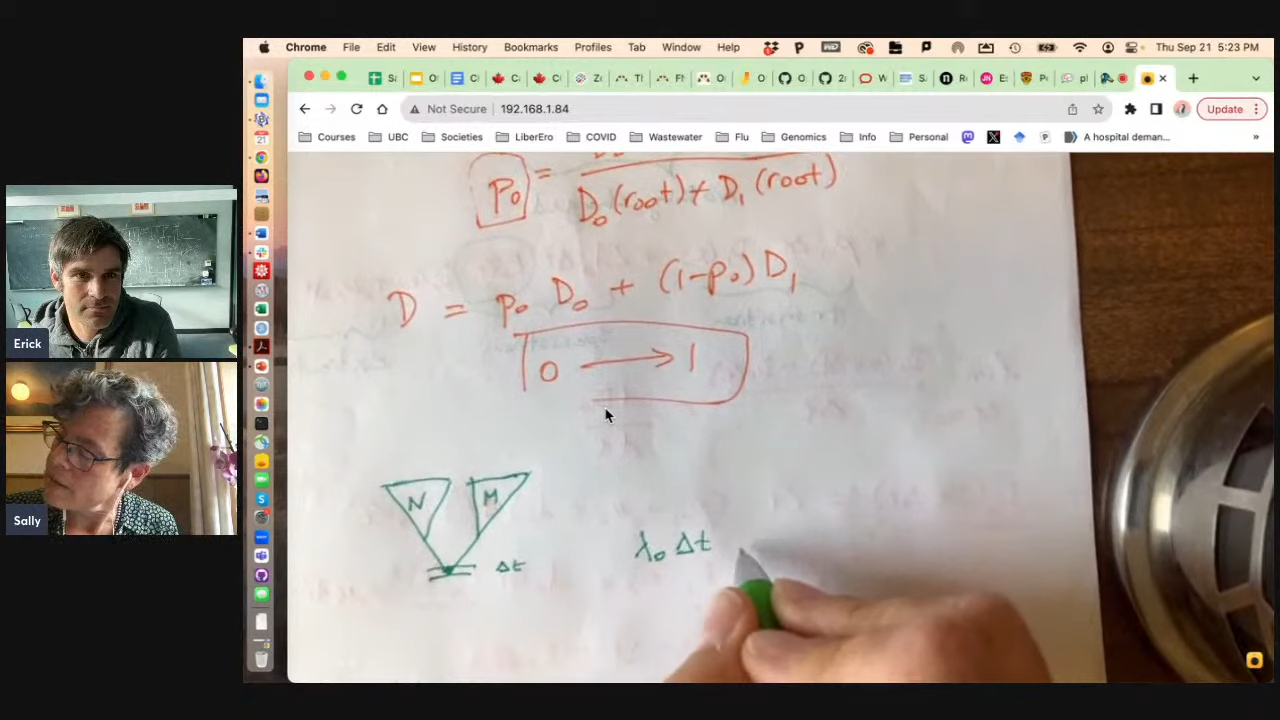 Chrome File Edit View History Bookmarks Profiles Tab Window Help Thu Sep 21 5:23 PM
Not Secure 192.168.1.84 Update
Courses UBC Societies LiberEro COVID Wastewater Flu Genomics Info Personal A hospital deman... »
p₀ = D₀(root) + D₁(root)
D = p₀ D₀ + (1-p₀) D₁
0 → 1
Erick
N M
λ₀ Δt
Δt
Sally